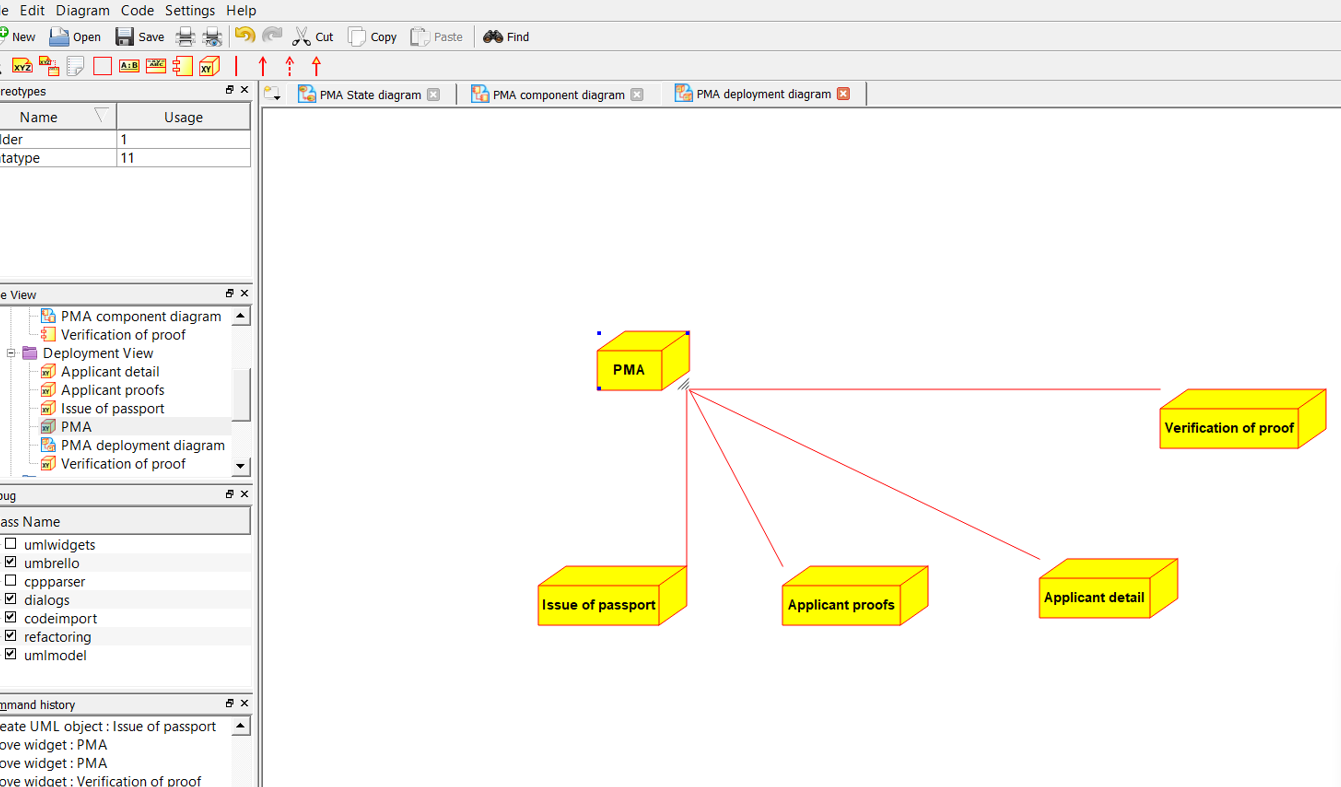 le Edit Diagram Code Settings Help
New Open Save Cut Copy Paste Find
XYZ A:B ABC XY
reotypes
PMA State diagram PMA component diagram PMA deployment diagram
Name Usage
lder 1
tatype 11
e View
PMA component diagram
Verification of proof
Deployment View
Applicant detail
Applicant proofs
Issue of passport
PMA
PMA deployment diagram
Verification of proof
bug
ass Name
umlwidgets
umbrello
cppparser
dialogs
codeimport
refactoring
umlmodel
mmand history
eate UML object : Issue of passport
ove widget : PMA
ove widget : PMA
ove widget : Verification of proof
PMA
Verification of proof
Issue of passport
Applicant proofs
Applicant detail